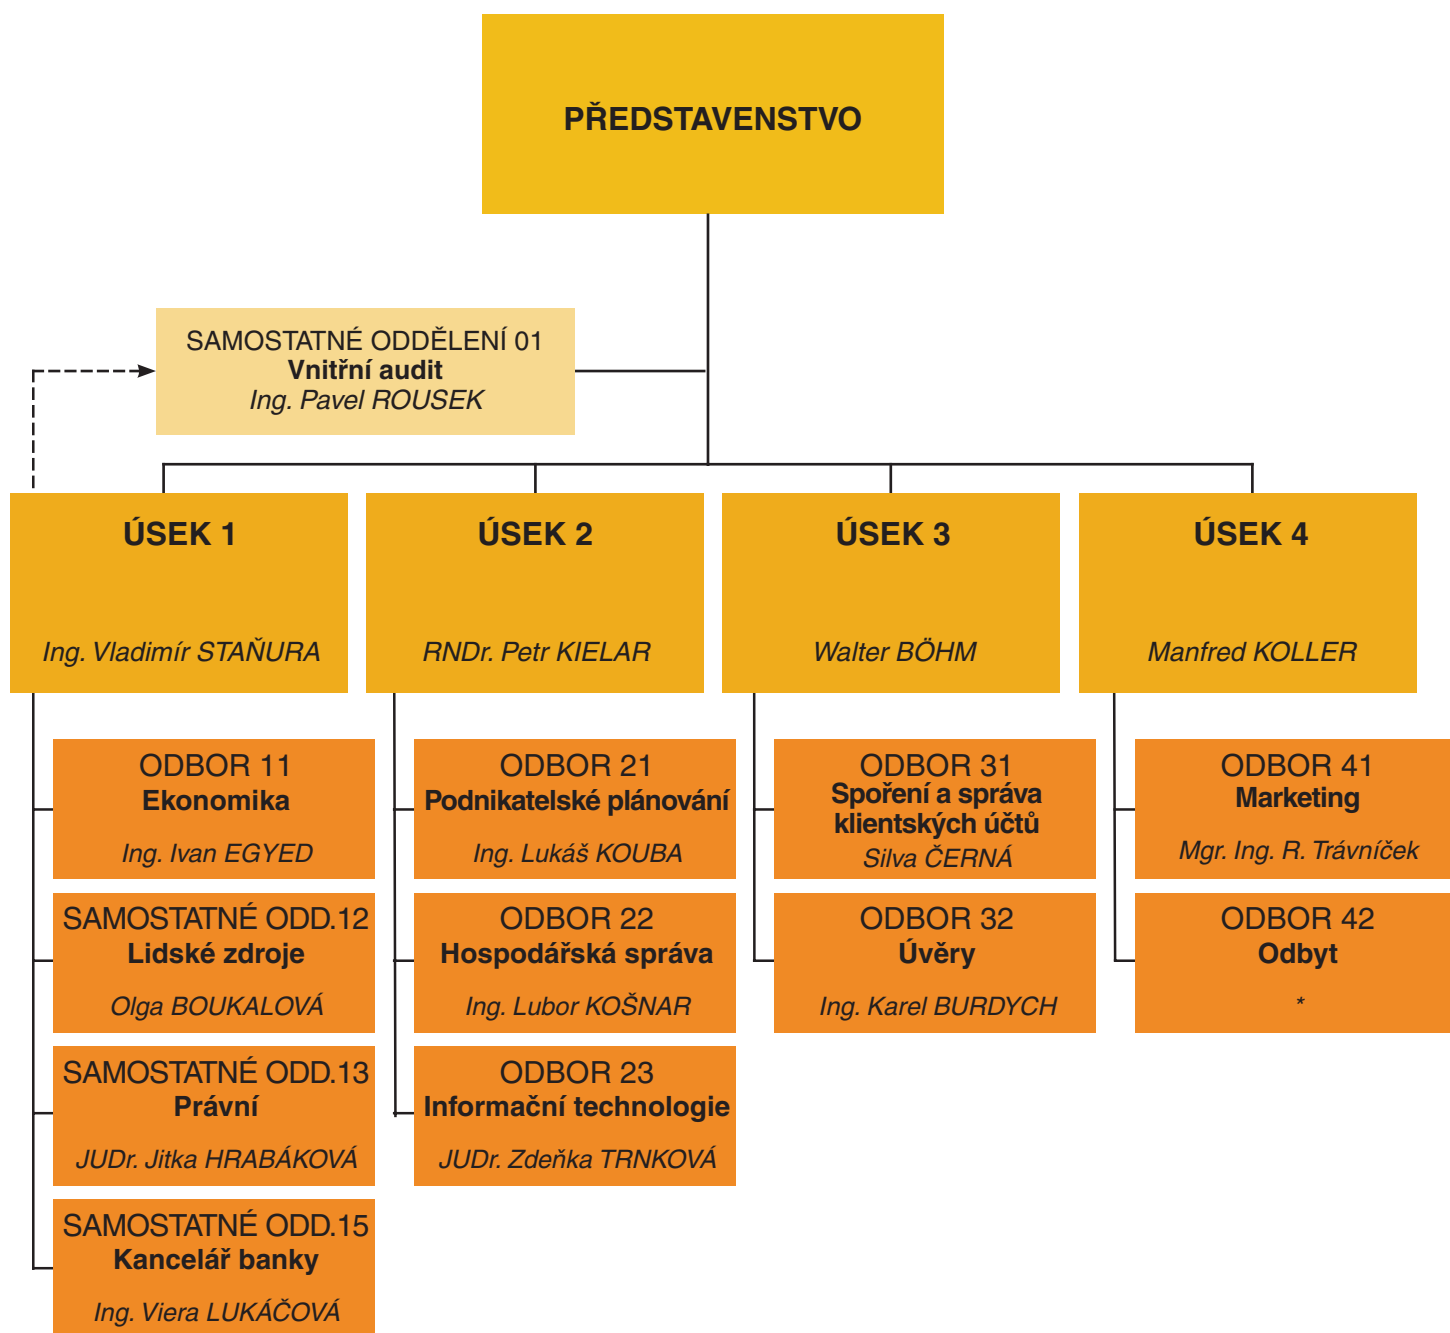 PŘEDSTAVENSTVO
SAMOSTATNÉ ODDĚLENÍ 01
Vnitřní audit
Ing. Pavel ROUSEK
ÚSEK 1
Ing. Vladimír STAŇURA
ÚSEK 2
RNDr. Petr KIELAR
ÚSEK 3
Walter BÖHM
ÚSEK 4
Manfred KOLLER
ODBOR 11
Ekonomika
Ing. Ivan EGYED
SAMOSTATNÉ ODD.12
Lidské zdroje
Olga BOUKALOVÁ
SAMOSTATNÉ ODD.13
Právní
JUDr. Jitka HRABÁKOVÁ
SAMOSTATNÉ ODD.15
Kancelář banky
Ing. Viera LUKÁČOVÁ
ODBOR 21
Podnikatelské plánování
Ing. Lukáš KOUBA
ODBOR 22
Hospodářská správa
Ing. Lubor KOŠNAR
ODBOR 23
Informační technologie
JUDr. Zdeňka TRNKOVÁ
ODBOR 31
Spoření a správa
klientských účtů
Silva ČERNÁ
ODBOR 32
Úvěry
Ing. Karel BURDYCH
ODBOR 41
Marketing
Mgr. Ing. R. Trávníček
ODBOR 42
Odbyt
*